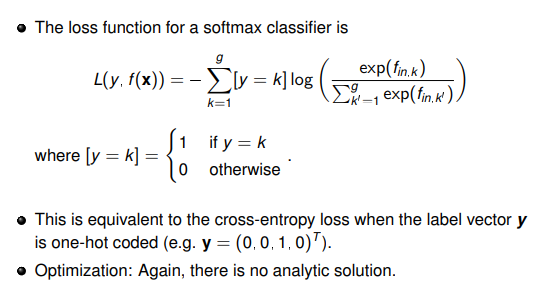 • The loss function for a softmax classifier is
L(y, f(x)) = − ∑_{k=1}^{g} [y = k] log ( exp(f_{in,k}) / ∑_{k'=1}^{g} exp(f_{in,k'}) )
where [y = k] = { 1 if y = k
0 otherwise .
• This is equivalent to the cross-entropy loss when the label vector y
is one-hot coded (e.g. y = (0, 0, 1, 0)^T).
• Optimization: Again, there is no analytic solution.